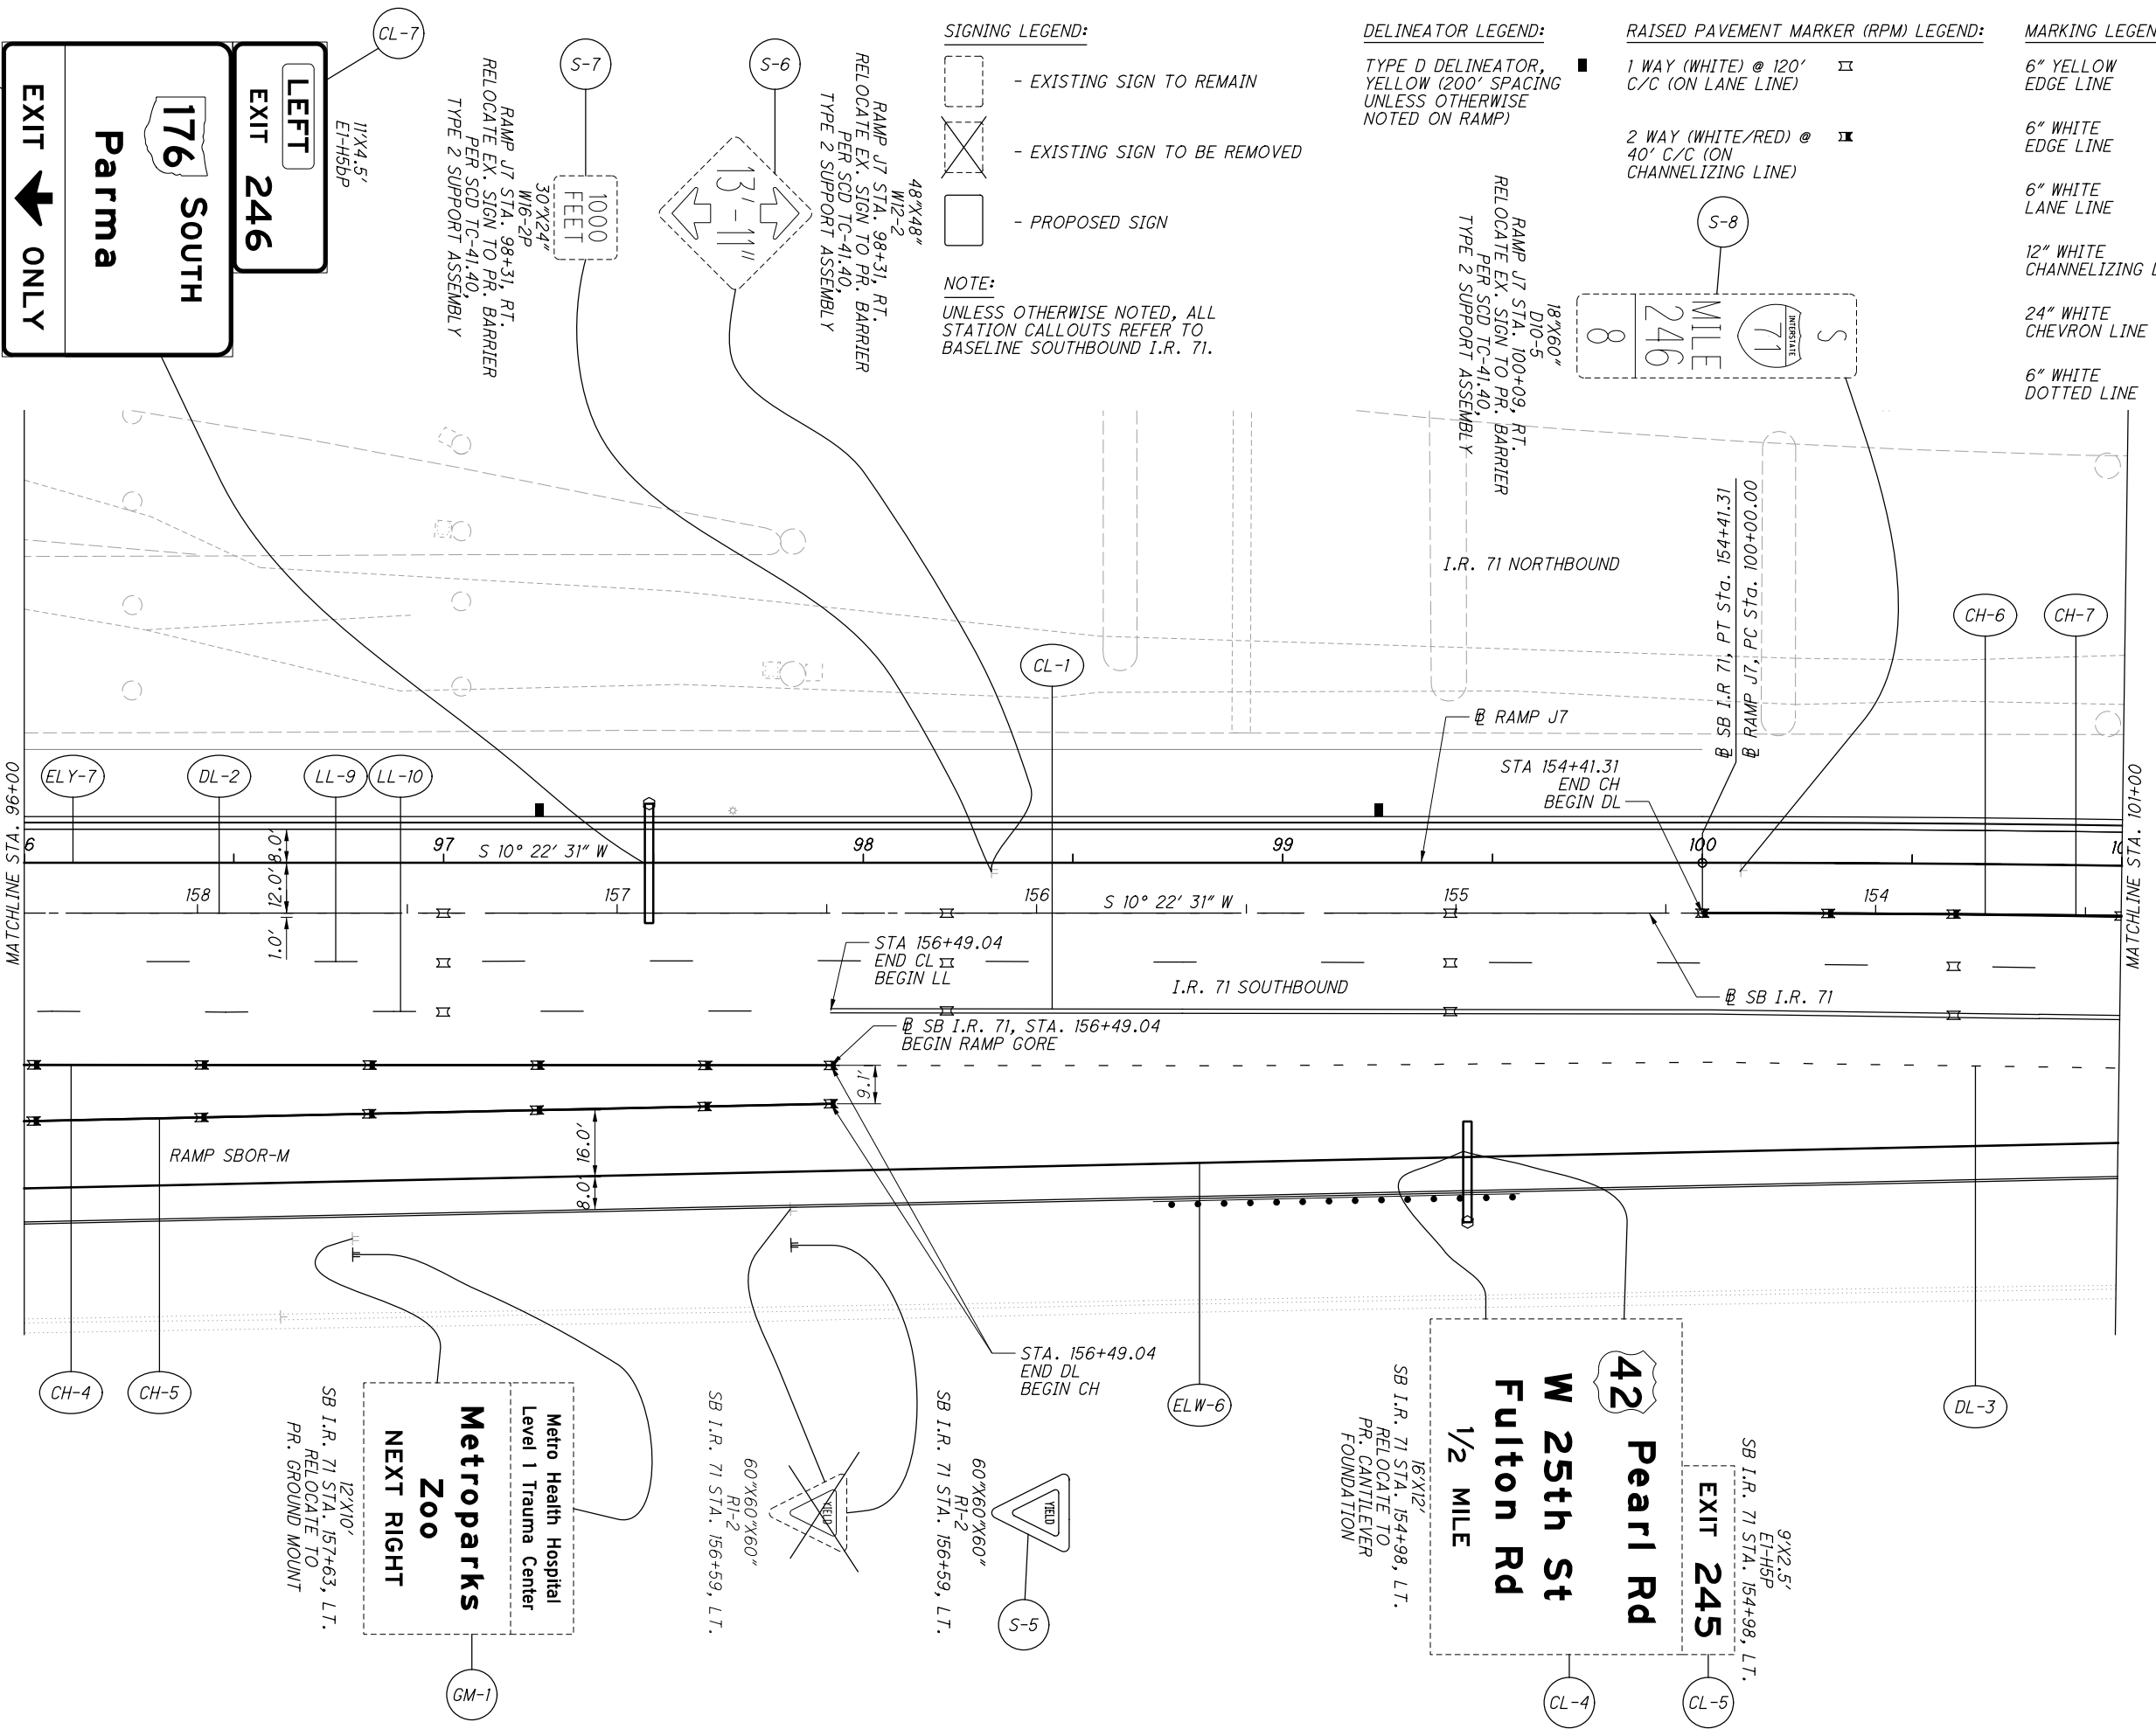 CL-7
LEFT
EXIT 246
176 SOUTH
Parma
EXIT ONLY
11'X4.5'
E1-H5bP
S-7
1000
FEET
30"X24"
W16-2P
RAMP J7 STA. 98+31, RT.
RELOCATE EX. SIGN TO PR. BARRIER
PER SCD TC-41.40,
TYPE 2 SUPPORT ASSEMBLY
S-6
13'-11"
48"X48"
W12-2
RAMP J7 STA. 98+31, RT.
RELOCATE EX. SIGN TO PR. BARRIER
PER SCD TC-41.40,
TYPE 2 SUPPORT ASSEMBLY
SIGNING LEGEND:
- EXISTING SIGN TO REMAIN
- EXISTING SIGN TO BE REMOVED
- PROPOSED SIGN
NOTE:
UNLESS OTHERWISE NOTED, ALL
STATION CALLOUTS REFER TO
BASELINE SOUTHBOUND I.R. 71.
DELINEATOR LEGEND:
TYPE D DELINEATOR,
YELLOW (200' SPACING
UNLESS OTHERWISE
NOTED ON RAMP)
RAISED PAVEMENT MARKER (RPM) LEGEND:
1 WAY (WHITE) @ 120'
C/C (ON LANE LINE)
2 WAY (WHITE/RED) @
40' C/C (ON
CHANNELIZING LINE)
MARKING LEGEN
6" YELLOW
EDGE LINE
6" WHITE
EDGE LINE
6" WHITE
LANE LINE
12" WHITE
CHANNELIZING L
24" WHITE
CHEVRON LINE
6" WHITE
DOTTED LINE
S-8
S
INTERSTATE
71
MILE
246
8
18"X60"
D10-5
RAMP J7 STA. 100+09, RT.
RELOCATE EX. SIGN TO PR. BARRIER
PER SCD TC-41.40,
TYPE 2 SUPPORT ASSEMBLY
I.R. 71 NORTHBOUND
℄ SB I.R 71, PT Sta. 154+41.31
℄ RAMP J7, PC Sta. 100+00.00
CH-6
CH-7
CL-1
℄ RAMP J7
STA 154+41.31
END CH
BEGIN DL
MATCHLINE STA. 96+00
MATCHLINE STA. 101+00
ELY-7
DL-2
LL-9
LL-10
6
97
98
99
100
10
S 10° 22' 31" W
8.0'
12.0'
1.0'
158
157
156
155
154
S 10° 22' 31" W
STA 156+49.04
END CL
BEGIN LL
I.R. 71 SOUTHBOUND
℄ SB I.R. 71
℄ SB I.R. 71, STA. 156+49.04
BEGIN RAMP GORE
9.1'
RAMP SBOR-M
16.0'
8.0'
STA. 156+49.04
END DL
BEGIN CH
CH-4
CH-5
ELW-6
DL-3
Metro Health Hospital
Level 1 Trauma Center
Metroparks
Zoo
NEXT RIGHT
12'X10'
SB I.R. 71 STA. 157+63, LT.
RELOCATE TO
PR. GROUND MOUNT
GM-1
YIELD
60"X60"X60"
R1-2
SB I.R. 71 STA. 156+59, LT.
YIELD
60"X60"X60"
R1-2
SB I.R. 71 STA. 156+59, LT.
S-5
EXIT 245
42 Pearl Rd
W 25th St
Fulton Rd
1/2 MILE
16'X12'
SB I.R. 71 STA. 154+98, LT.
RELOCATE TO
PR. CANTILEVER
FOUNDATION
9'X2.5'
E1-H5P
SB I.R. 71 STA. 154+98, LT.
CL-4
CL-5